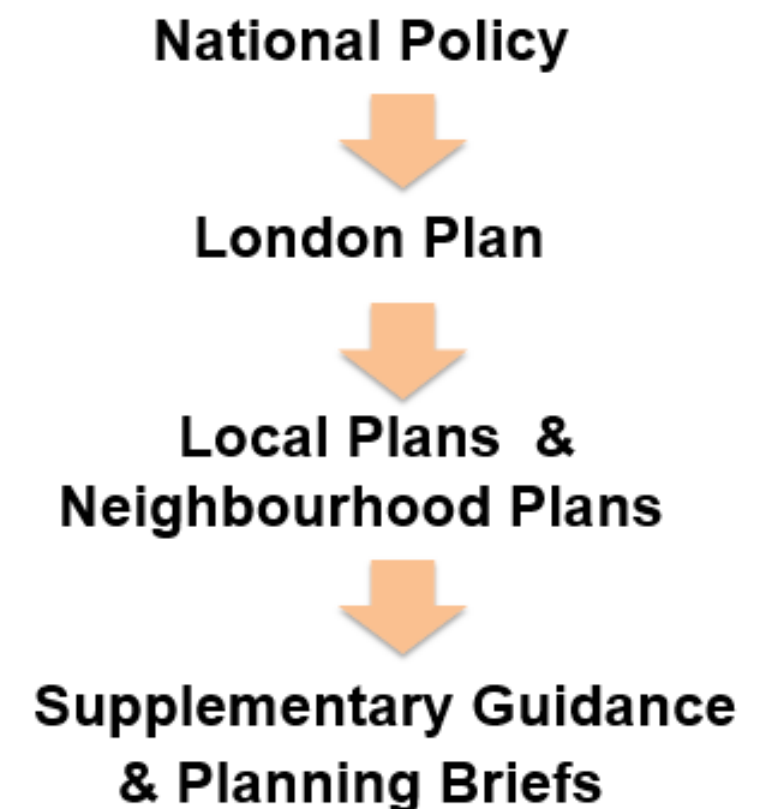 National Policy
London Plan
Local Plans &
Neighbourhood Plans
Supplementary Guidance
& Planning Briefs